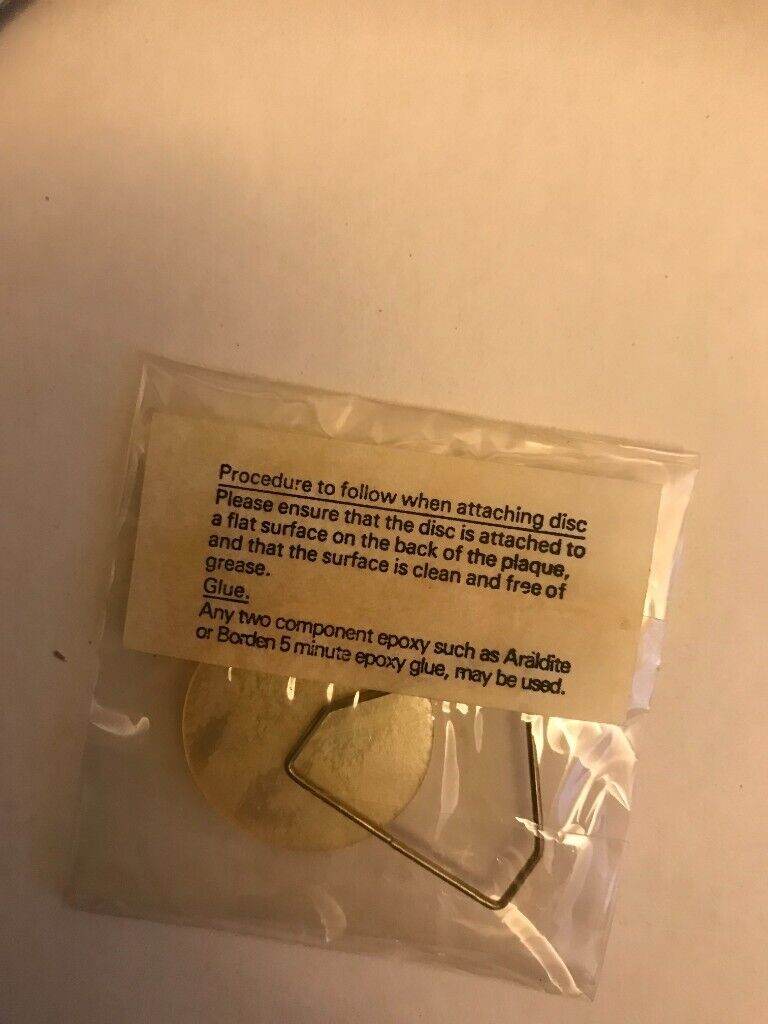 Procedure to follow when attaching disc
Please ensure that the disc is attached to
a flat surface on the back of the plaque,
and that the surface is clean and free of
grease.
Glue.
Any two component epoxy such as Araldite
or Borden 5 minute epoxy glue, may be used.